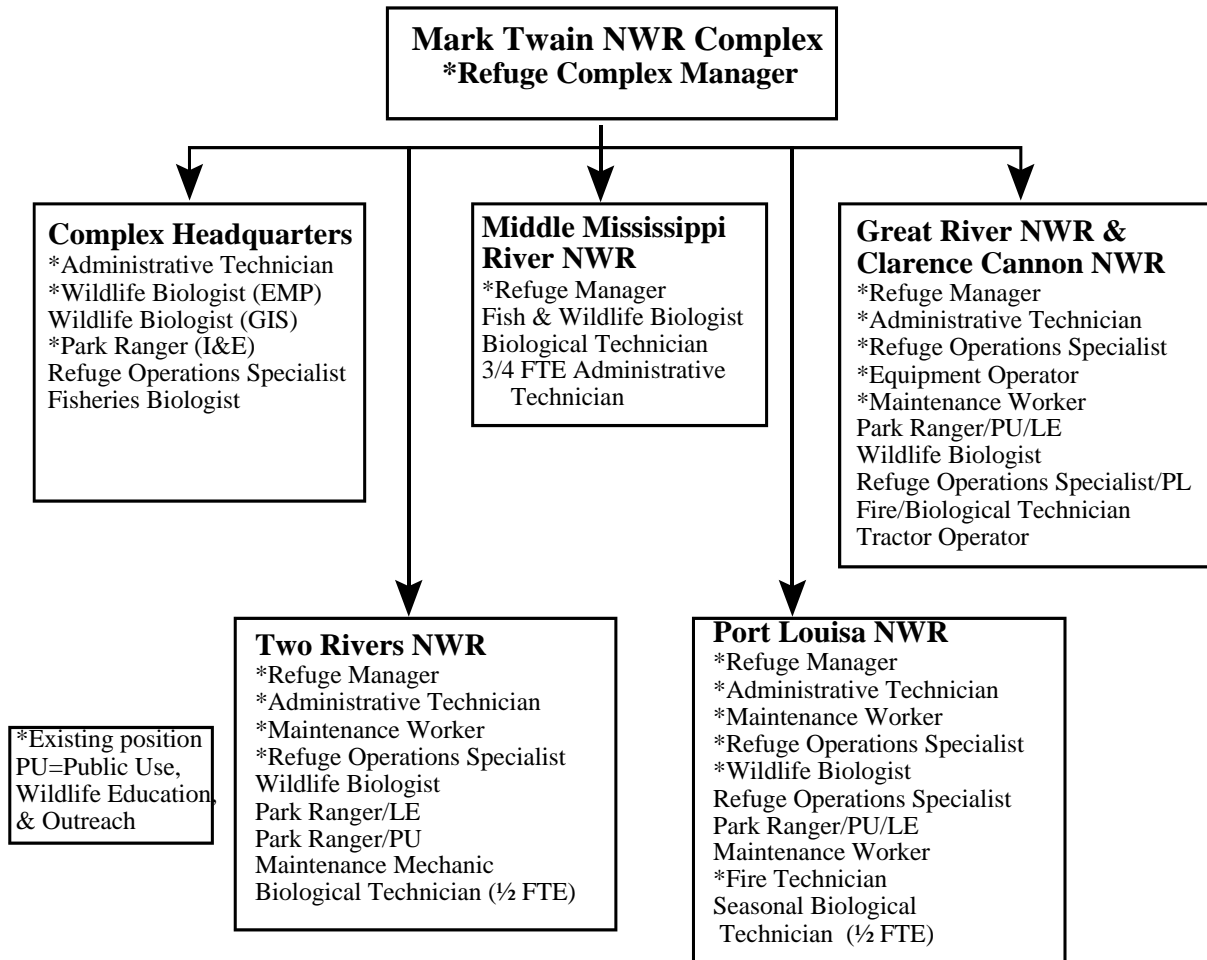 Mark Twain NWR Complex
*Refuge Complex Manager
Complex Headquarters
*Administrative Technician
*Wildlife Biologist (EMP)
Wildlife Biologist (GIS)
*Park Ranger (I&E)
Refuge Operations Specialist
Fisheries Biologist
Middle Mississippi
River NWR
*Refuge Manager
Fish & Wildlife Biologist
Biological Technician
3/4 FTE Administrative
Technician
Great River NWR &
Clarence Cannon NWR
*Refuge Manager
*Administrative Technician
*Refuge Operations Specialist
*Equipment Operator
*Maintenance Worker
Park Ranger/PU/LE
Wildlife Biologist
Refuge Operations Specialist/PL
Fire/Biological Technician
Tractor Operator
*Existing position
PU=Public Use,
Wildlife Education,
& Outreach
Two Rivers NWR
*Refuge Manager
*Administrative Technician
*Maintenance Worker
*Refuge Operations Specialist
Wildlife Biologist
Park Ranger/LE
Park Ranger/PU
Maintenance Mechanic
Biological Technician (½ FTE)
Port Louisa NWR
*Refuge Manager
*Administrative Technician
*Maintenance Worker
*Refuge Operations Specialist
*Wildlife Biologist
Refuge Operations Specialist
Park Ranger/PU/LE
Maintenance Worker
*Fire Technician
Seasonal Biological
Technician (½ FTE)